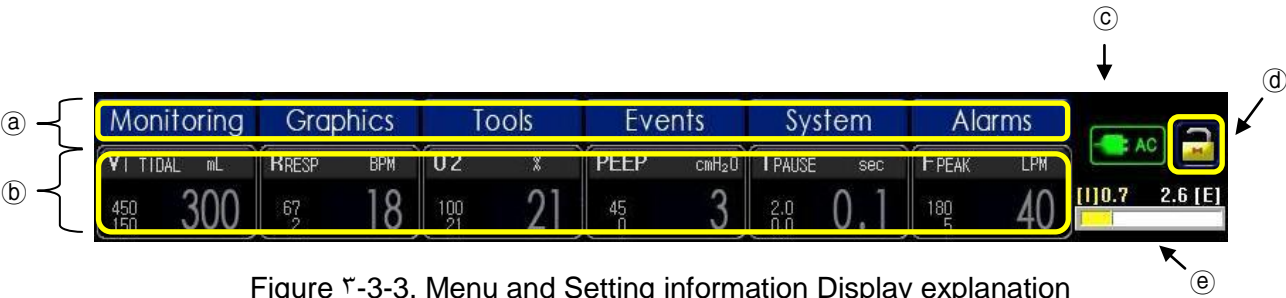 ⓒ
ⓓ
ⓐ Monitoring Graphics Tools Events System Alarms
AC
ⓑ VT TIDAL mL RRESP BPM O2 % PEEP cmH₂O TPAUSE sec FPEAK LPM
450 150 300 67 2 18 100 21 21 45 0 3 2.0 0.0 0.1 180 5 40
[I]0.7 2.6 [E]
ⓔ
Figure ٣-3-3. Menu and Setting information Display explanation